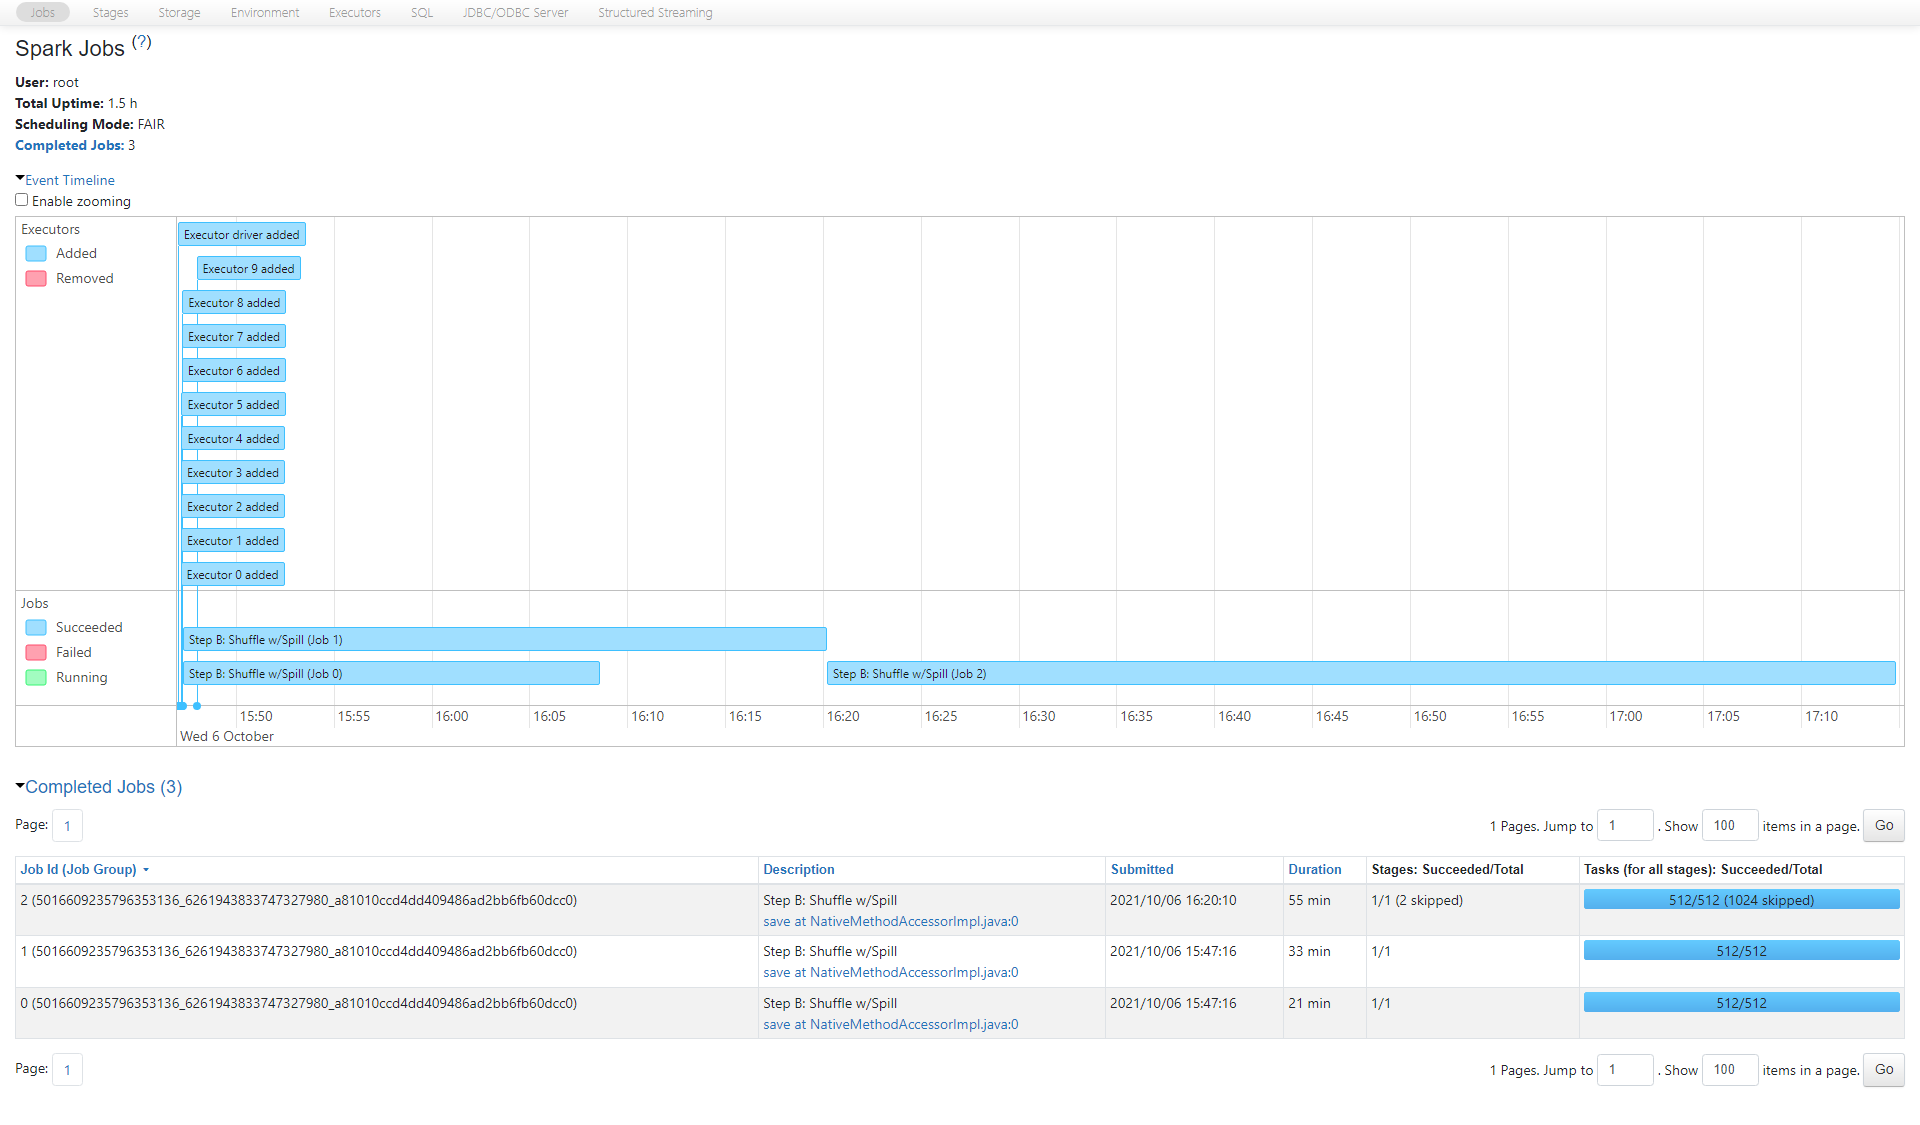 Jobs Stages Storage Environment Executors SQL JDBC/ODBC Server Structured Streaming
Spark Jobs (?)
User: root
Total Uptime: 1.5 h
Scheduling Mode: FAIR
Completed Jobs: 3
Event Timeline
Enable zooming
Executors
Added
Removed
Executor driver added
Executor 9 added
Executor 8 added
Executor 7 added
Executor 6 added
Executor 5 added
Executor 4 added
Executor 3 added
Executor 2 added
Executor 1 added
Executor 0 added
Jobs
Succeeded
Failed
Running
Step B: Shuffle w/Spill (Job 1)
Step B: Shuffle w/Spill (Job 0) Step B: Shuffle w/Spill (Job 2)
15:50 15:55 16:00 16:05 16:10 16:15 16:20 16:25 16:30 16:35 16:40 16:45 16:50 16:55 17:00 17:05 17:10
Wed 6 October
Completed Jobs (3)
Page: 1 1 Pages. Jump to 1 . Show 100 items in a page. Go
Job Id (Job Group) Description Submitted Duration Stages: Succeeded/Total Tasks (for all stages): Succeeded/Total
2 (5016609235796353136_6261943833747327980_a81010ccd4dd409486ad2bb6fb60dcc0) Step B: Shuffle w/Spill 2021/10/06 16:20:10 55 min 1/1 (2 skipped) 512/512 (1024 skipped)
save at NativeMethodAccessorImpl.java:0
1 (5016609235796353136_6261943833747327980_a81010ccd4dd409486ad2bb6fb60dcc0) Step B: Shuffle w/Spill 2021/10/06 15:47:16 33 min 1/1 512/512
save at NativeMethodAccessorImpl.java:0
0 (5016609235796353136_6261943833747327980_a81010ccd4dd409486ad2bb6fb60dcc0) Step B: Shuffle w/Spill 2021/10/06 15:47:16 21 min 1/1 512/512
save at NativeMethodAccessorImpl.java:0
Page: 1 1 Pages. Jump to 1 . Show 100 items in a page. Go